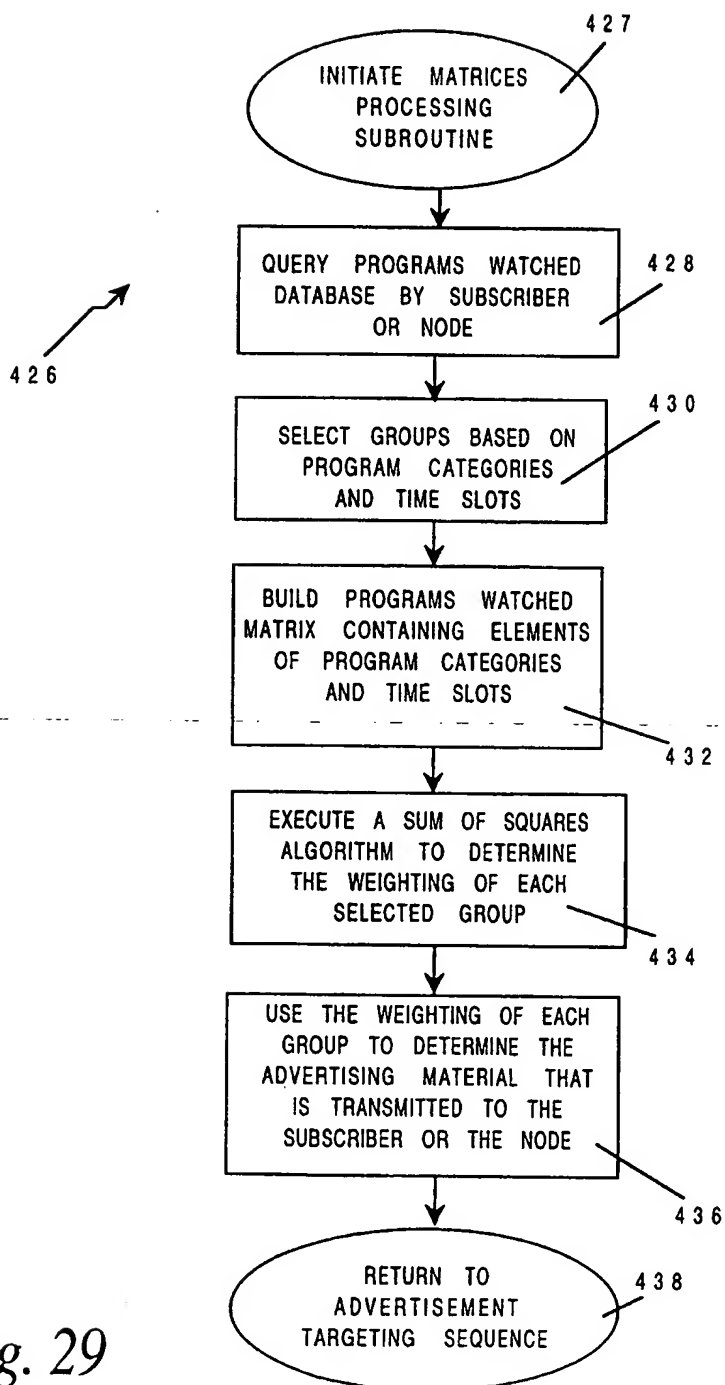 427
INITIATE MATRICES
PROCESSING
SUBROUTINE
QUERY PROGRAMS WATCHED
DATABASE BY SUBSCRIBER
OR NODE
428
426
SELECT GROUPS BASED ON
PROGRAM CATEGORIES
AND TIME SLOTS
430
BUILD PROGRAMS WATCHED
MATRIX CONTAINING ELEMENTS
OF PROGRAM CATEGORIES
AND TIME SLOTS
432
EXECUTE A SUM OF SQUARES
ALGORITHM TO DETERMINE
THE WEIGHTING OF EACH
SELECTED GROUP
434
USE THE WEIGHTING OF EACH
GROUP TO DETERMINE THE
ADVERTISING MATERIAL THAT
IS TRANSMITTED TO THE
SUBSCRIBER OR THE NODE
436
RETURN TO
ADVERTISEMENT
TARGETING SEQUENCE
438
g. 29